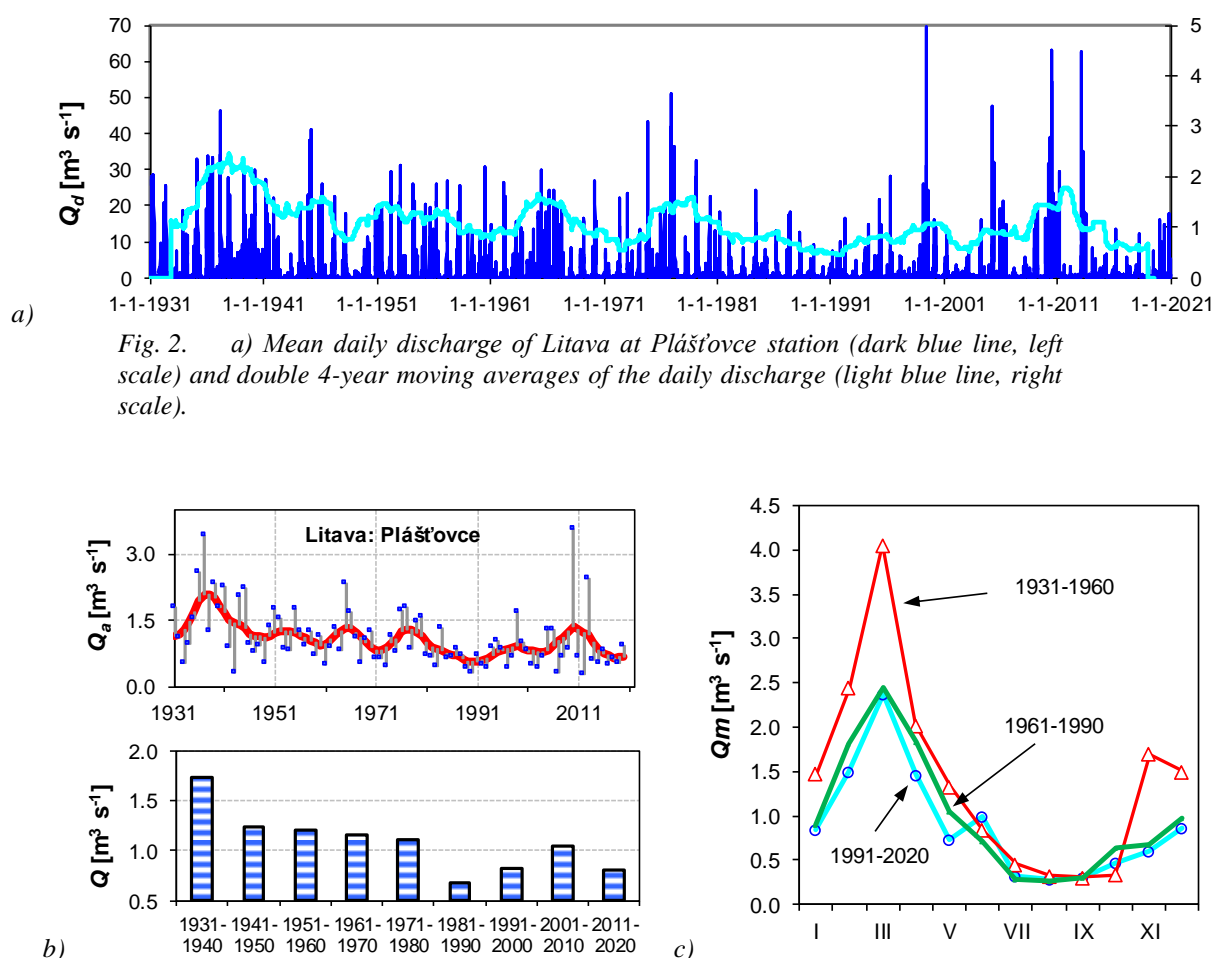 70
60
50
40
30
20
10
0
Q_d [m³ s⁻¹]
5
4
3
2
1
0
1-1-1931 1-1-1941 1-1-1951 1-1-1961 1-1-1971 1-1-1981 1-1-1991 1-1-2001 1-1-2011 1-1-2021
a)
Fig. 2. a) Mean daily discharge of Litava at Plášťovce station (dark blue line, left
scale) and double 4-year moving averages of the daily discharge (light blue line, right
scale).
Litava: Plášťovce
Q_a [m³ s⁻¹]
3.0
1.5
0.0
1931 1951 1971 1991 2011
Q [m³ s⁻¹]
2.0
1.5
1.0
0.5
1931- 1941- 1951- 1961- 1971- 1981- 1991- 2001- 2011-
1940 1950 1960 1970 1980 1990 2000 2010 2020
b)
Qm [m³ s⁻¹]
4.5
4.0
3.5
3.0
2.5
2.0
1.5
1.0
0.5
0.0
1931-1960
1961-1990
1991-2020
I III V VII IX XI
c)